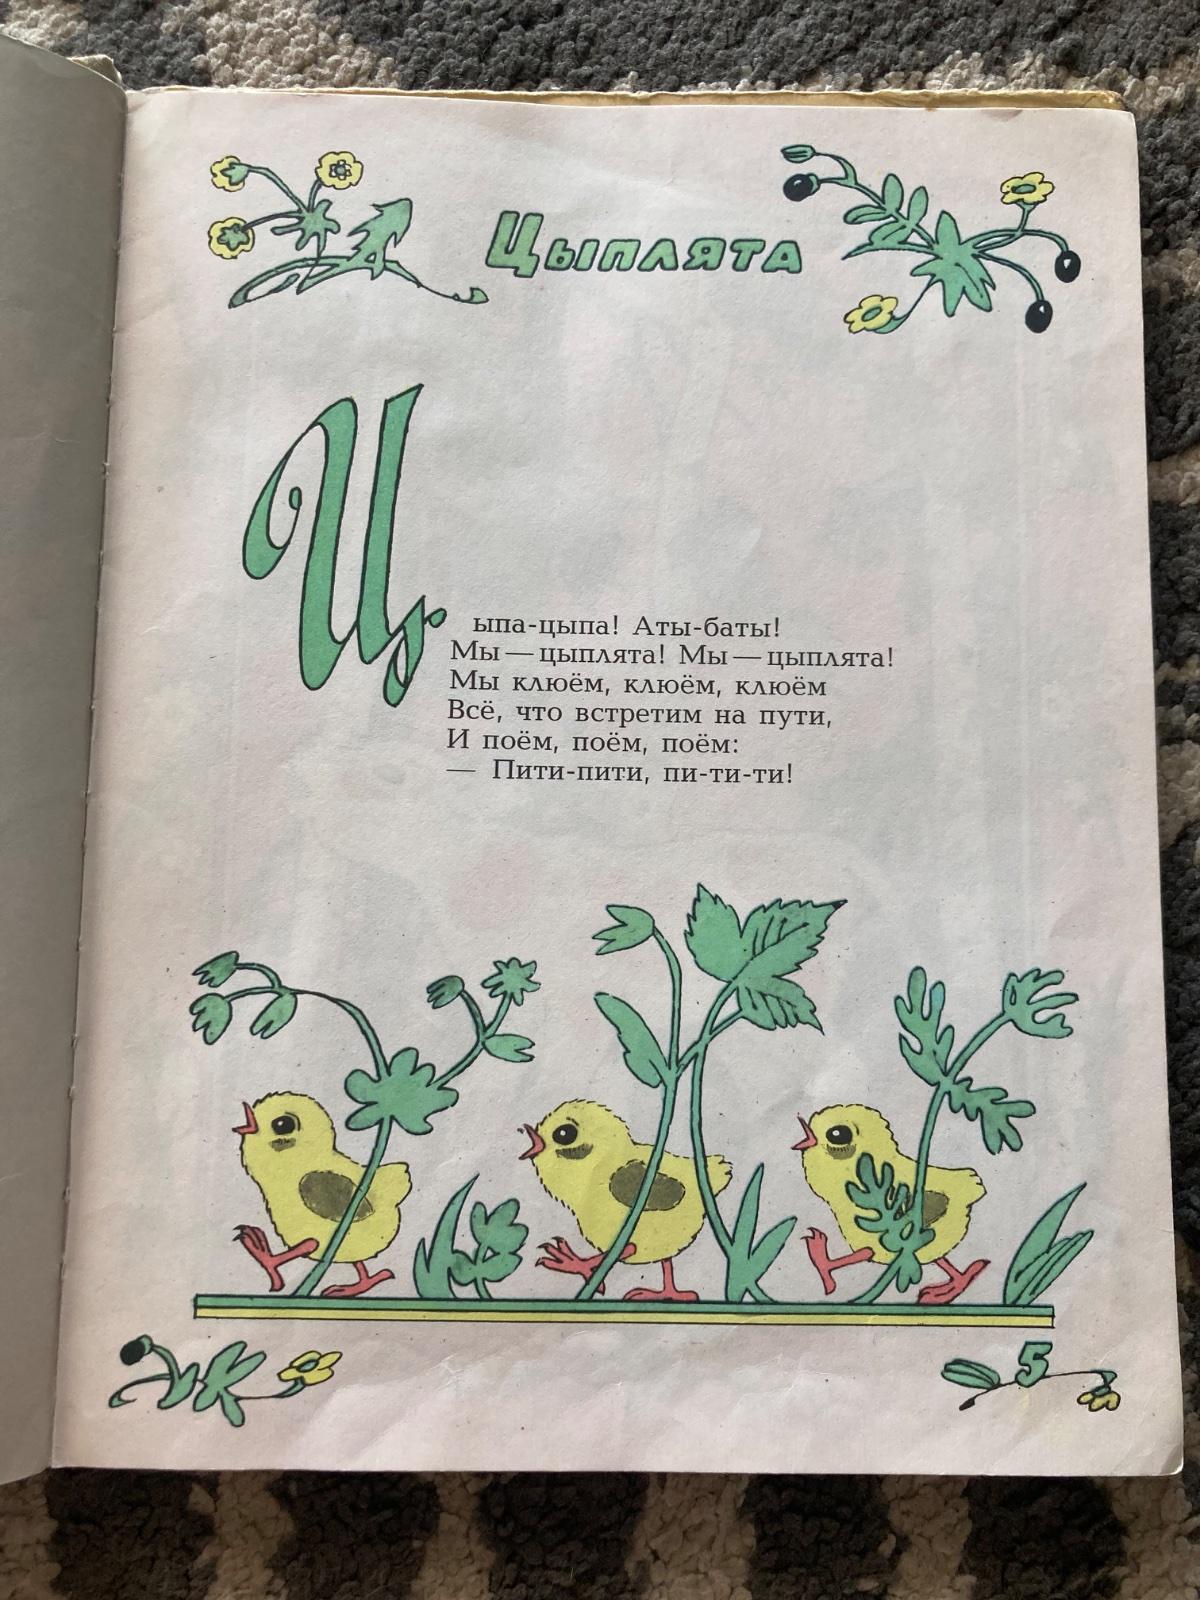 Цыплята
Цыпа-цыпа! Аты-баты!
Мы — цыплята! Мы — цыплята!
Мы клюём, клюём, клюём
Всё, что встретим на пути,
И поём, поём, поём:
— Пити-пити, пи-ти-ти!
5